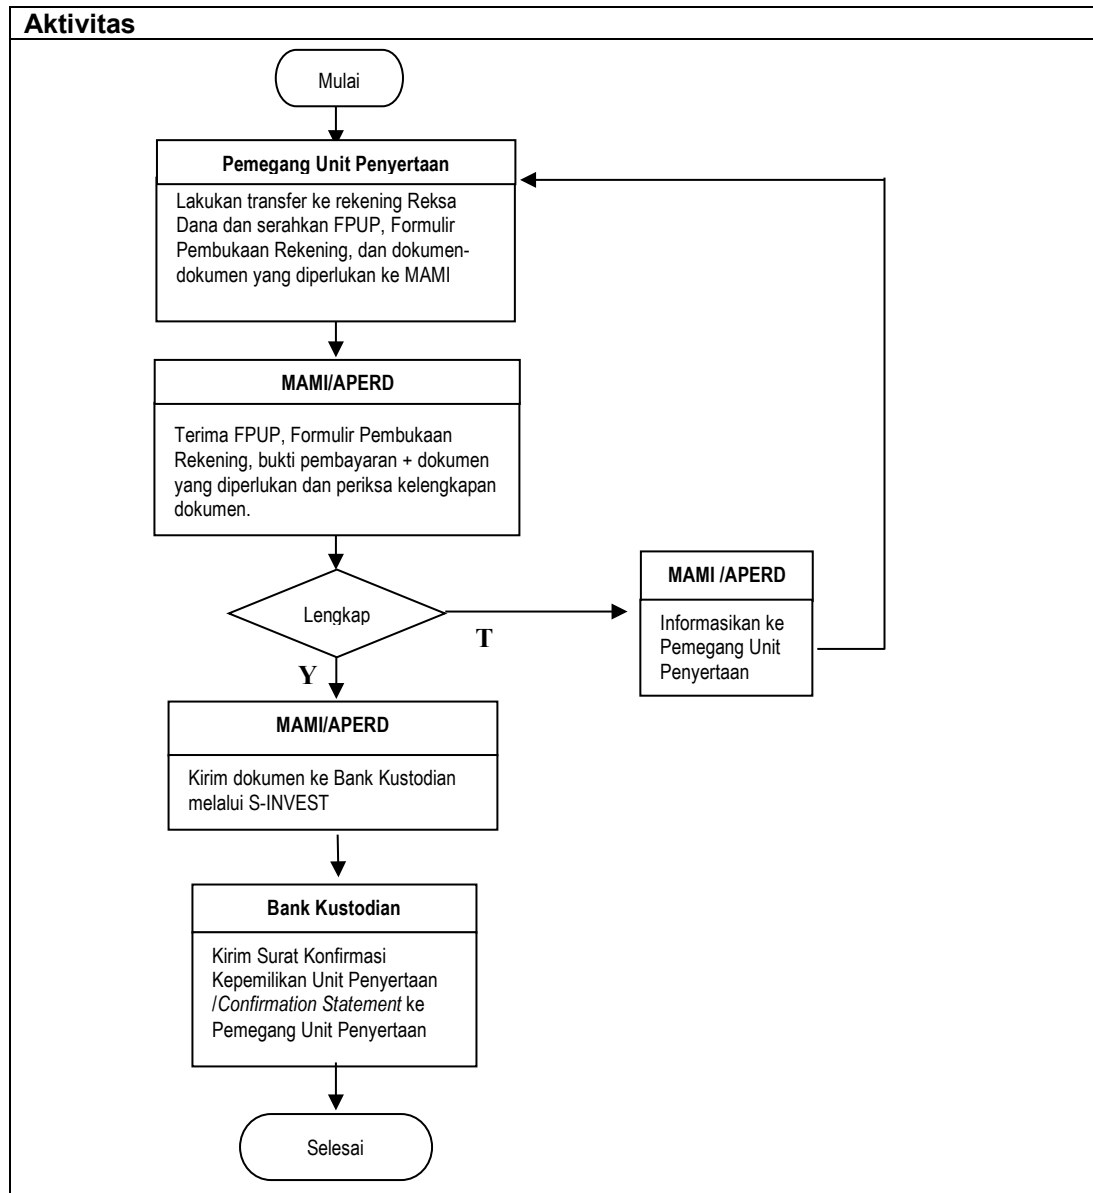 Aktivitas
Mulai
Pemegang Unit Penyertaan
Lakukan transfer ke rekening Reksa
Dana dan serahkan FPUP, Formulir
Pembukaan Rekening, dan dokumen-
dokumen yang diperlukan ke MAMI
MAMI/APERD
Terima FPUP, Formulir Pembukaan
Rekening, bukti pembayaran + dokumen
yang diperlukan dan periksa kelengkapan
dokumen.
Lengkap
T
MAMI /APERD
Informasikan ke
Pemegang Unit
Penyertaan
Y
MAMI/APERD
Kirim dokumen ke Bank Kustodian
melalui S-INVEST
Bank Kustodian
Kirim Surat Konfirmasi
Kepemilikan Unit Penyertaan
/Confirmation Statement ke
Pemegang Unit Penyertaan
Selesai